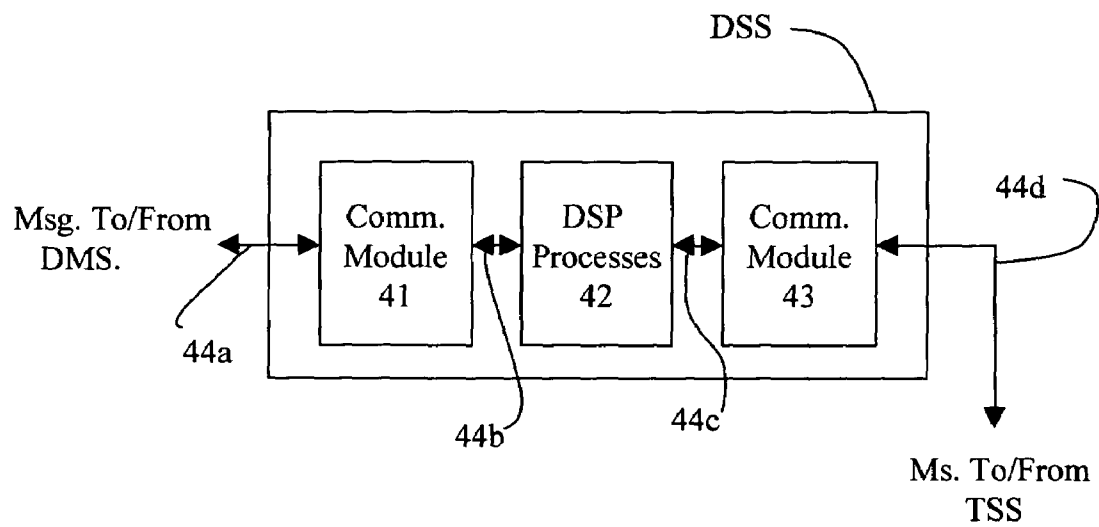 DSS
44d
Msg. To/From
DMS.
Comm.
Module
41
DSP
Processes
42
Comm.
Module
43
44a
44b
44c
Ms. To/From
TSS